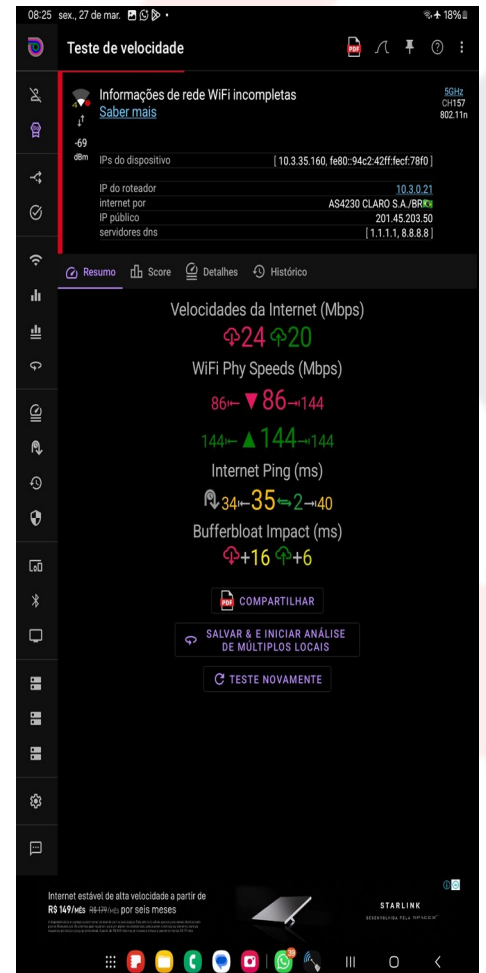 08:25 sex., 27 de mar. • 18%
Teste de velocidade
PDF
?
Informações de rede WiFi incompletas
Saber mais
5GHz
CH157
802.11n
-69
dBm
IPs do dispositivo [ 10.3.35.160, fe80::94c2:42ff:fecf:78f0 ]
IP do roteador 10.3.0.21
internet por AS4230 CLARO S.A./BR
IP público 201.45.203.50
servidores dns [ 1.1.1.1, 8.8.8.8 ]
Resumo Score Detalhes Histórico
Velocidades da Internet (Mbps)
24 20
WiFi Phy Speeds (Mbps)
86 ▼ 86 144
144 ▲ 144 144
Internet Ping (ms)
34 35 2 40
Bufferbloat Impact (ms)
+16 +6
PDF COMPARTILHAR
SALVAR & E INICIAR ANÁLISE
DE MÚLTIPLOS LOCAIS
TESTE NOVAMENTE
Internet estável de alta velocidade a partir de
R$ 149/MÊS R$179/MÊS por seis meses
STARLINK